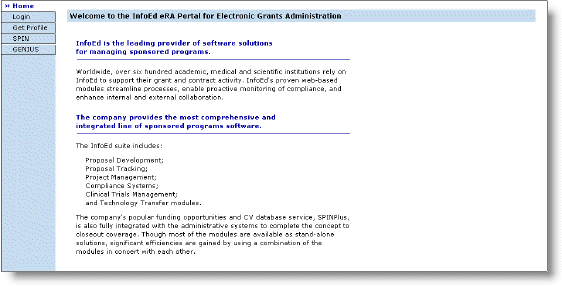 » Home
Login
Get Profile
SPIN
GENIUS
Welcome to the InfoEd eRA Portal for Electronic Grants Administration
InfoEd is the leading provider of software solutions
for managing sponsored programs.
Worldwide, over six hundred academic, medical and scientific institutions rely on
InfoEd to support their grant and contract activity. InfoEd's proven web-based
modules streamline processes, enable proactive monitoring of compliance, and
enhance internal and external collaboration.
The company provides the most comprehensive and
integrated line of sponsored programs software.
The InfoEd suite includes:
Proposal Development;
Proposal Tracking;
Project Management;
Compliance Systems;
Clinical Trials Management;
and Technology Transfer modules.
The company's popular funding opportunities and CV database service, SPINPlus,
is also fully integrated with the administrative systems to complete the concept to
closeout coverage. Though most of the modules are available as stand-alone
solutions, significant efficiencies are gained by using a combination of the
modules in concert with each other.